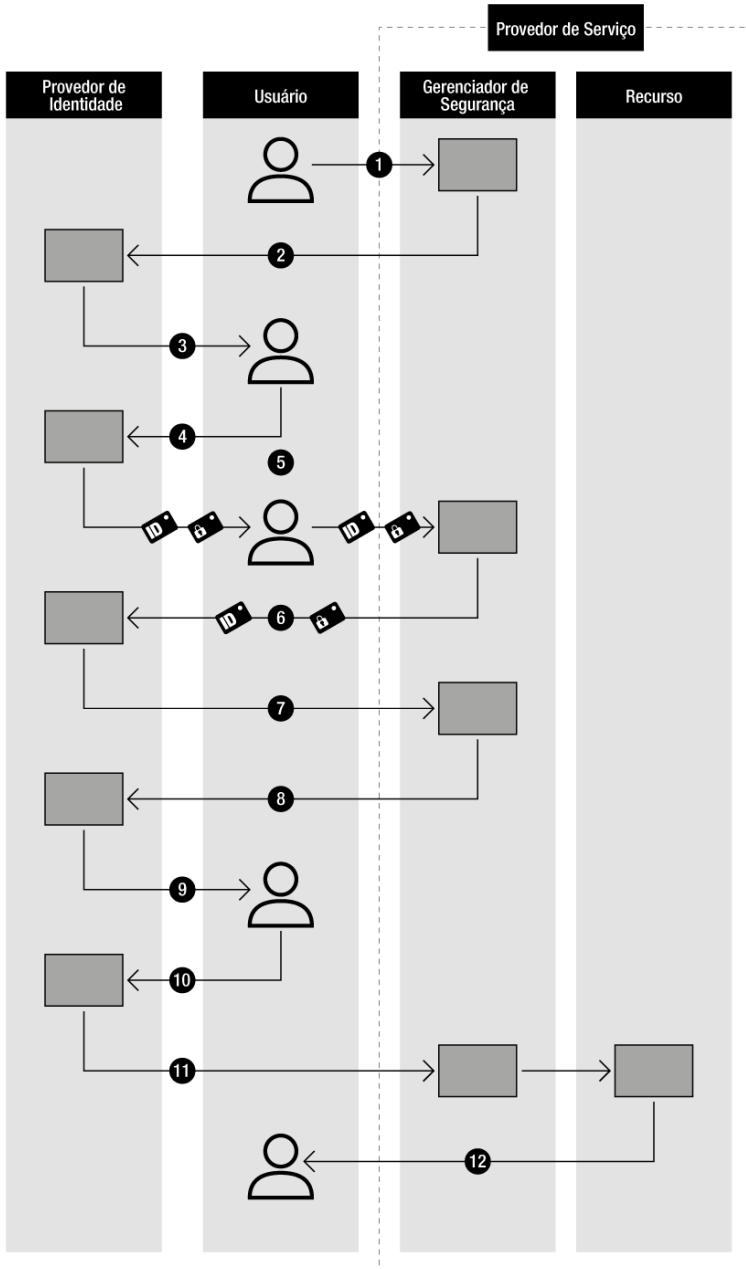 Provedor de Serviço
Provedor de
Identidade
Usuário
Gerenciador de
Segurança
Recurso
1
2
3
4
5
ID
ID
ID
6
7
8
9
10
11
12